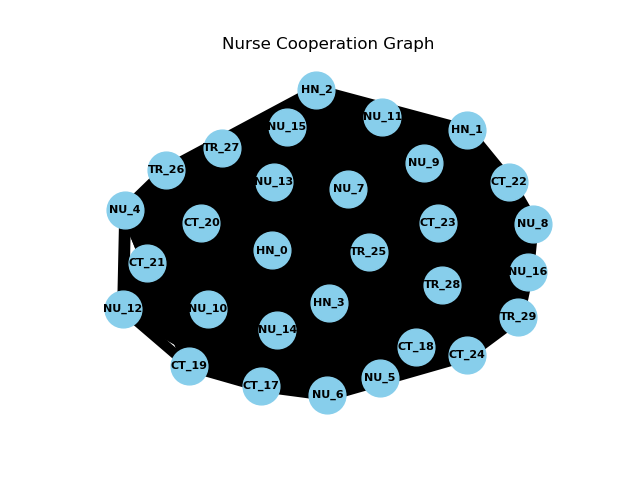 Nurse Cooperation Graph
HN_2
NU_11
NU_15
HN_1
TR_27
NU_9
TR_26
NU_13
CT_22
NU_7
NU_4
CT_20
CT_23
NU_8
HN_0
TR_25
CT_21
NU_16
TR_28
HN_3
NU_12
NU_10
TR_29
NU_14
CT_18
CT_24
CT_19
NU_5
CT_17
NU_6